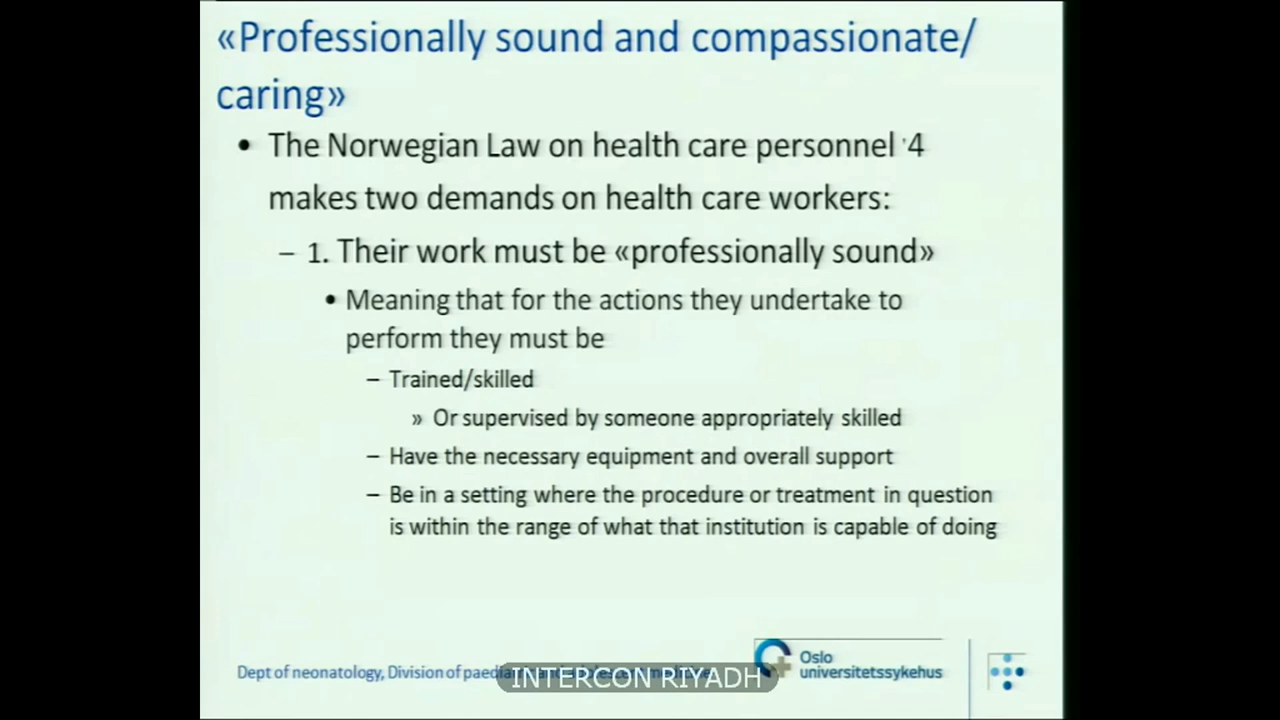 «Professionally sound and compassionate/
caring»
• The Norwegian Law on health care personnel '4
makes two demands on health care workers:
– 1. Their work must be «professionally sound»
• Meaning that for the actions they undertake to
perform they must be
– Trained/skilled
» Or supervised by someone appropriately skilled
– Have the necessary equipment and overall support
– Be in a setting where the procedure or treatment in question
is within the range of what that institution is capable of doing
Dept of neonatology, Division of
INTERCON RIYADH
Oslo
universitetssykehus